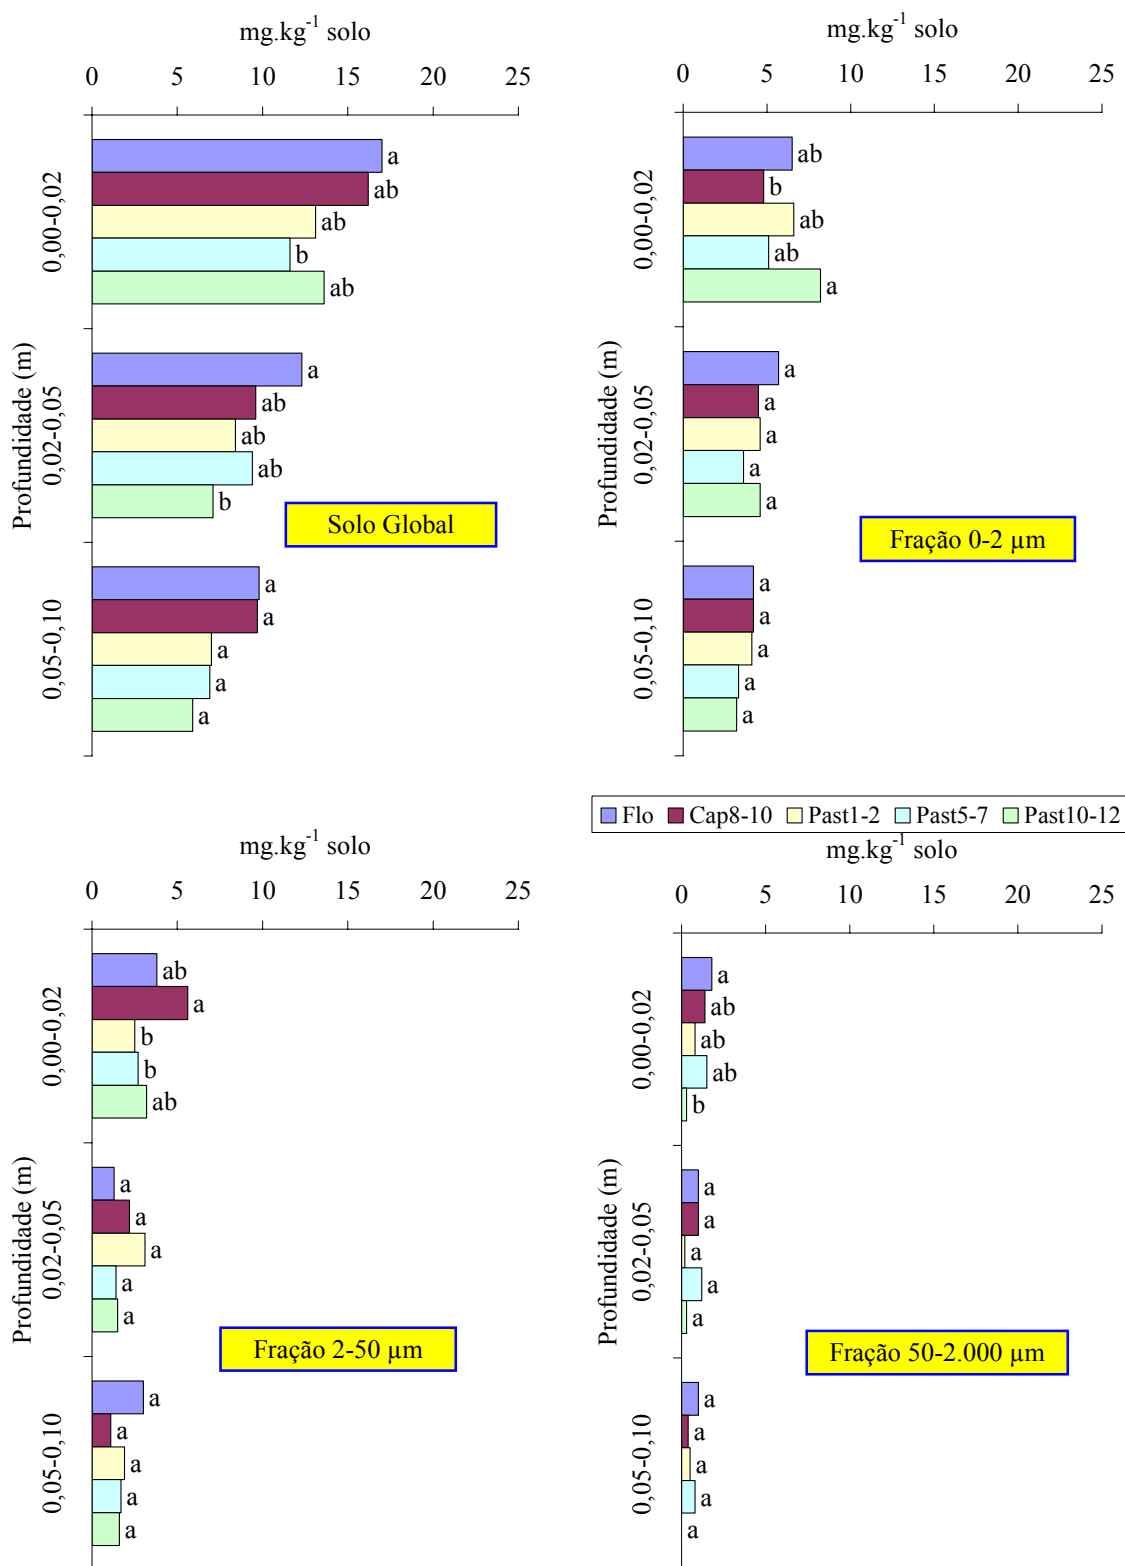 mg.kg-1 solo
0 5 10 15 20 25
Profundidade (m)
0,00-0,02
a
ab
ab
b
ab
0,02-0,05
a
ab
ab
ab
b
0,05-0,10
a
a
a
a
a
Solo Global
mg.kg-1 solo
0 5 10 15 20 25
Profundidade (m)
0,00-0,02
ab
b
ab
ab
a
0,02-0,05
a
a
a
a
a
0,05-0,10
a
a
a
a
a
Fração 0-2 µm
Flo Cap8-10 Past1-2 Past5-7 Past10-12
mg.kg-1 solo
0 5 10 15 20 25
Profundidade (m)
0,00-0,02
ab
a
b
b
ab
0,02-0,05
a
a
a
a
a
0,05-0,10
a
a
a
a
a
Fração 2-50 µm
mg.kg-1 solo
0 5 10 15 20 25
Profundidade (m)
0,00-0,02
a
ab
ab
ab
b
0,02-0,05
a
a
a
a
a
0,05-0,10
a
a
a
a
a
Fração 50-2.000 µm